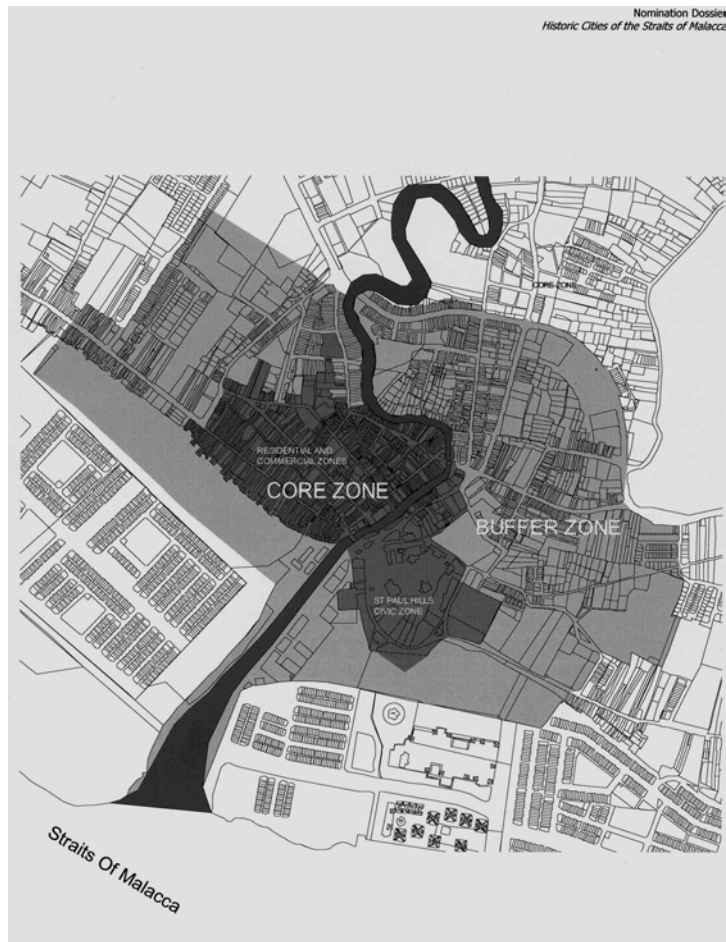 Nomination Dossier
Historic Cities of the Straits of Malacca
CORE ZONE
RESIDENTIAL AND
COMMERCIAL ZONES
CORE ZONE
BUFFER ZONE
ST PAUL HILLS
CIVIC ZONE
Straits Of Malacca